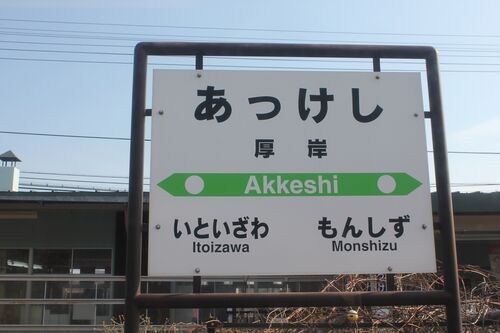 あっけし
厚岸
Akkeshi
いといざわ もんしず
Itoizawa Monshizu